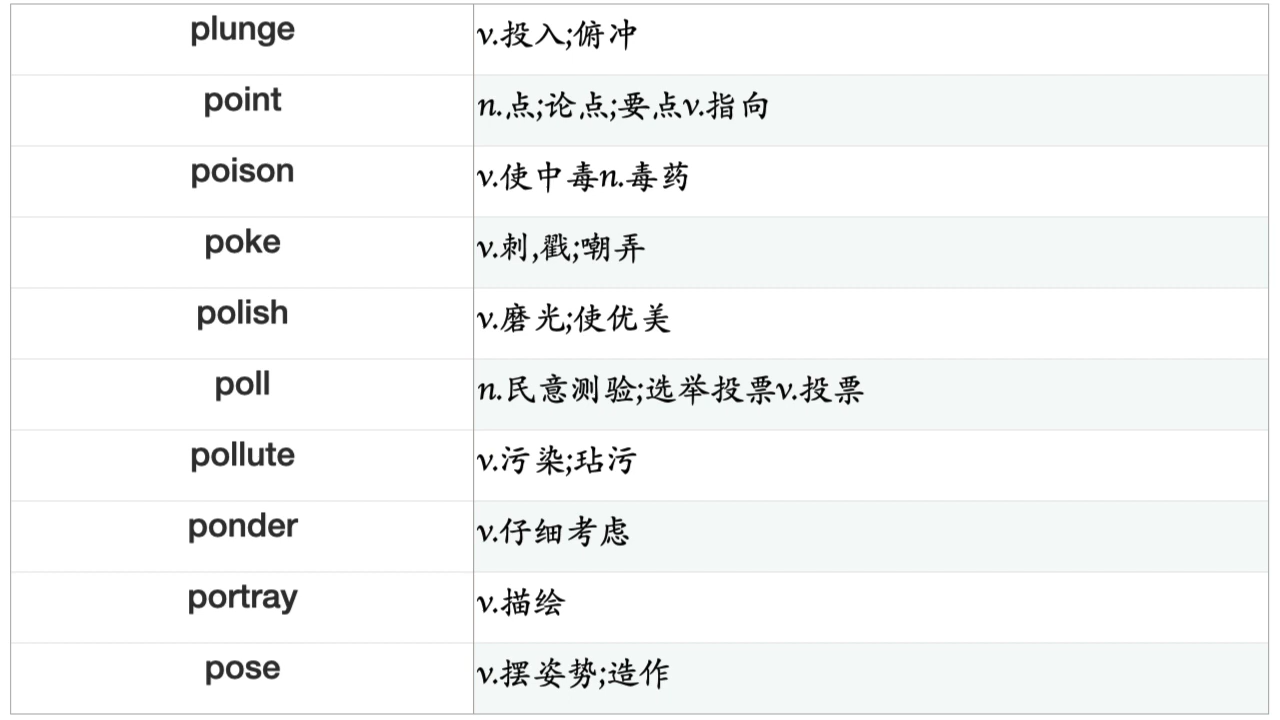 plunge v.投入;俯冲
point n.点;论点;要点v.指向
poison v.使中毒n.毒药
poke v.刺,戳;嘲弄
polish v.磨光;使优美
poll n.民意测验;选举投票v.投票
pollute v.污染;玷污
ponder v.仔细考虑
portray v.描绘
pose v.摆姿势;造作